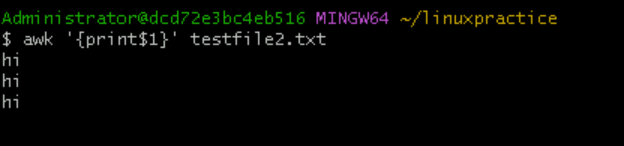 Administrator@dcd72e3bc4eb516 MINGW64 ~/linuxpractice
$ awk '{print$1}' testfile2.txt
hi
hi
hi